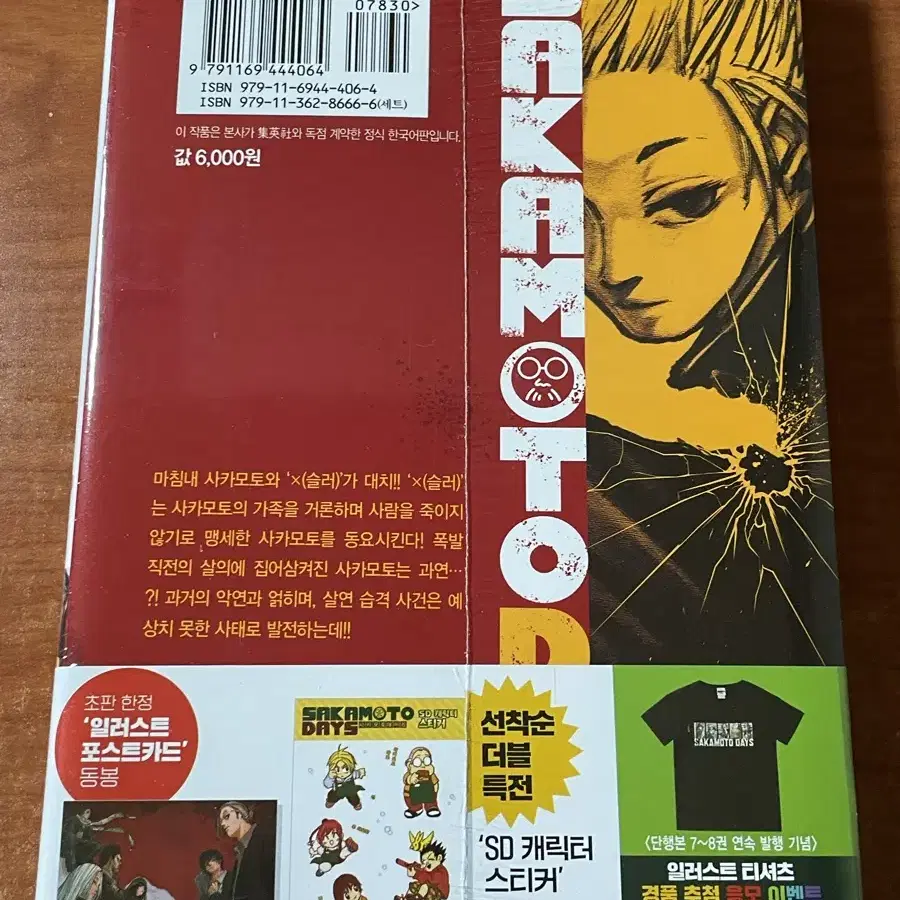 07830>
9 791169 444064
ISBN 979-11-6944-406-4
ISBN 979-11-362-8666-6(세트)
이 작품은 본사가 集英社와 독점 계약한 정식 한국어판입니다.
값 6,000원
SAKAMOTO D
마침내 사카모토와 ‘×(슬러)’가 대치!! ‘×(슬러)’
는 사카모토의 가족을 거론하며 사람을 죽이지
않기로 맹세한 사카모토를 동요시킨다! 폭발
직전의 살의에 집어삼켜진 사카모토는 과연…
?! 과거의 악연과 얽히며, 살연 습격 사건은 예
상치 못한 사태로 발전하는데!!
초판 한정
‘일러스트
포스트카드’
동봉
SAKAMOTO
DAYS
SD 캐릭터
스티커
선착순
더블
특전
‘SD 캐릭터
스티커’
SAKAMOTO DAYS
〈단행본 7~8권 연속 발행 기념〉
일러스트 티셔츠
경품 추첨 응모 이벤트